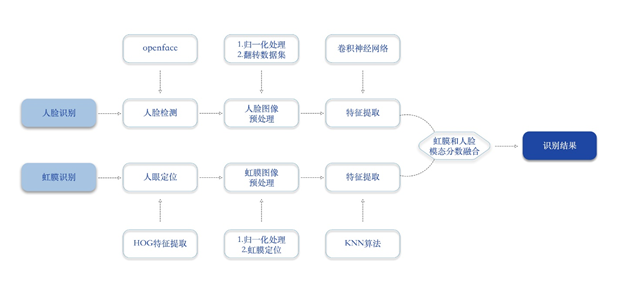 openface
1.归一化处理
2.翻转数据集
卷积神经网络
人脸识别
人脸检测
人脸图像
预处理
特征提取
虹膜和人脸
模态分数融合
识别结果
虹膜识别
人眼定位
虹膜图像
预处理
特征提取
HOG特征提取
1.归一化处理
2.虹膜定位
KNN算法